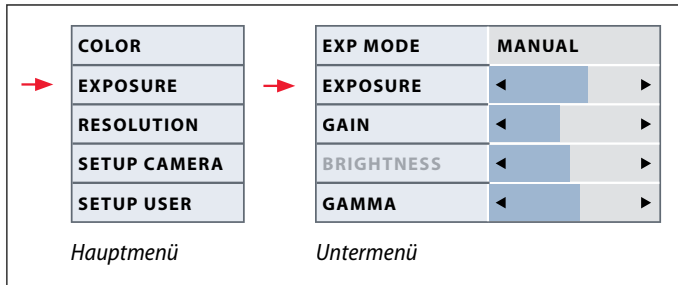 COLOR
EXPOSURE
RESOLUTION
SETUP CAMERA
SETUP USER
Hauptmenü
EXP MODE MANUAL
EXPOSURE
GAIN
BRIGHTNESS
GAMMA
Untermenü